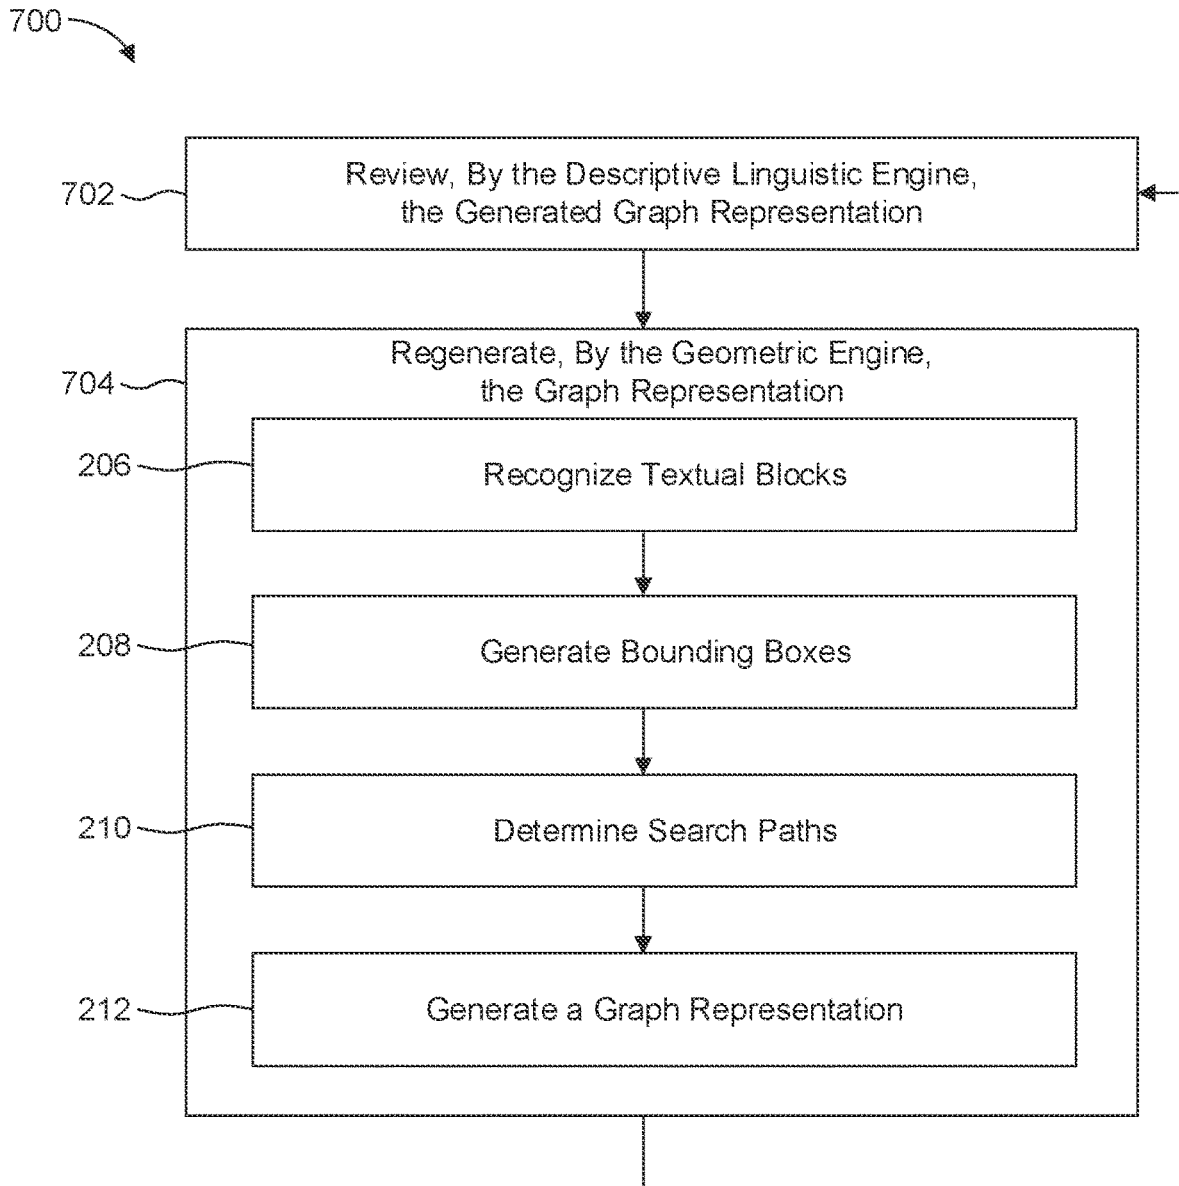 700
702
Review, By the Descriptive Linguistic Engine,
the Generated Graph Representation
704
Regenerate, By the Geometric Engine,
the Graph Representation
206
Recognize Textual Blocks
208
Generate Bounding Boxes
210
Determine Search Paths
212
Generate a Graph Representation